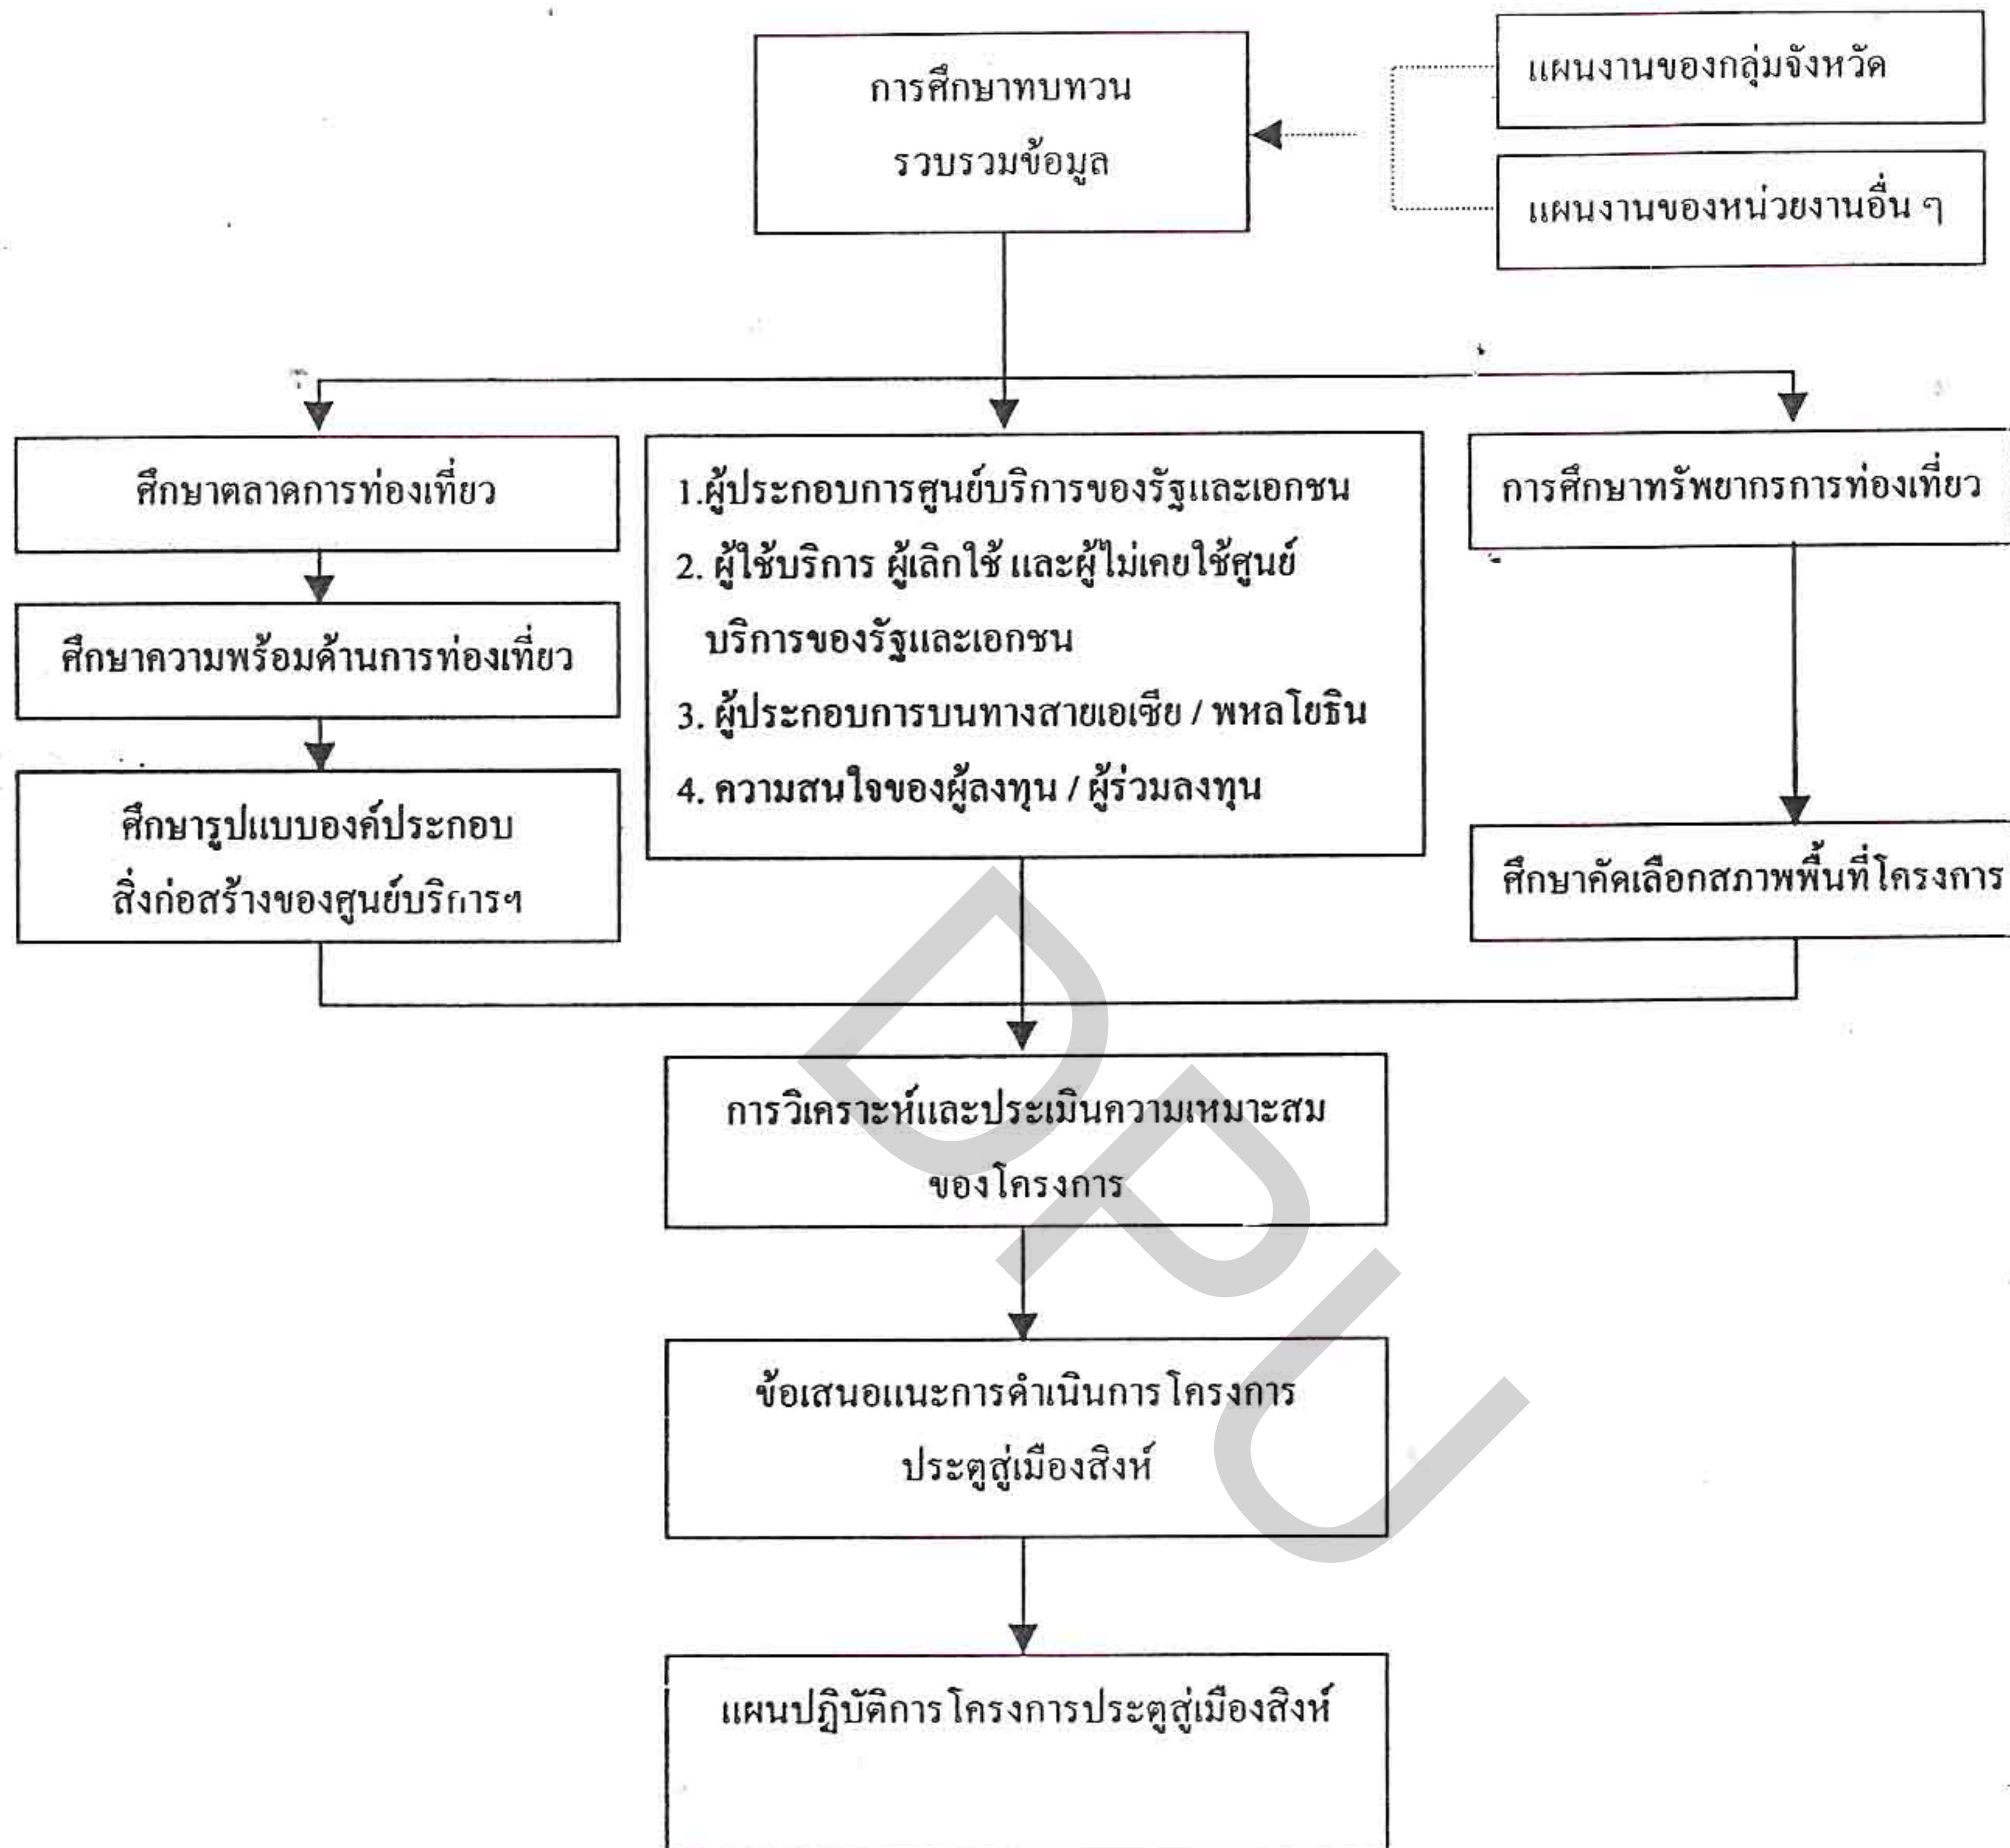 การศึกษาทบทวน
รวบรวมข้อมูล
แผนงานของกลุ่มจังหวัด
แผนงานของหน่วยงานอื่น ๆ
ศึกษาตลาดการท่องเที่ยว
ศึกษาความพร้อมด้านการท่องเที่ยว
ศึกษารูปแบบองค์ประกอบ
สิ่งก่อสร้างของศูนย์บริการฯ
1.ผู้ประกอบการศูนย์บริการของรัฐและเอกชน
2. ผู้ใช้บริการ ผู้เลิกใช้ และผู้ไม่เคยใช้ศูนย์
บริการของรัฐและเอกชน
3. ผู้ประกอบการบนทางสายเอเชีย / พหลโยธิน
4. ความสนใจของผู้ลงทุน / ผู้ร่วมลงทุน
การศึกษาทรัพยากรการท่องเที่ยว
ศึกษาคัดเลือกสภาพพื้นที่โครงการ
การวิเคราะห์และประเมินความเหมาะสม
ของโครงการ
ข้อเสนอแนะการดำเนินการโครงการ
ประตูสู่เมืองสิงห์
แผนปฏิบัติการโครงการประตูสู่เมืองสิงห์
DPU